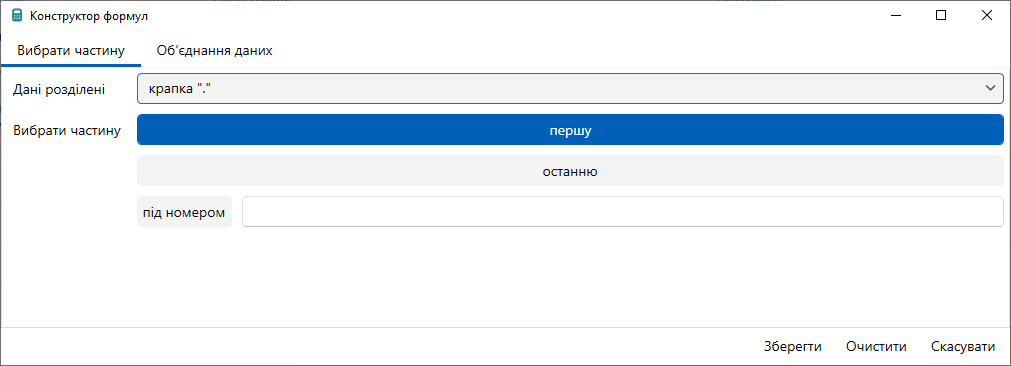 Конструктор формул
Вибрати частину Об'єднання даних
Дані розділені крапка "."
Вибрати частину першу
останню
під номером
Зберегти Очистити Скасувати